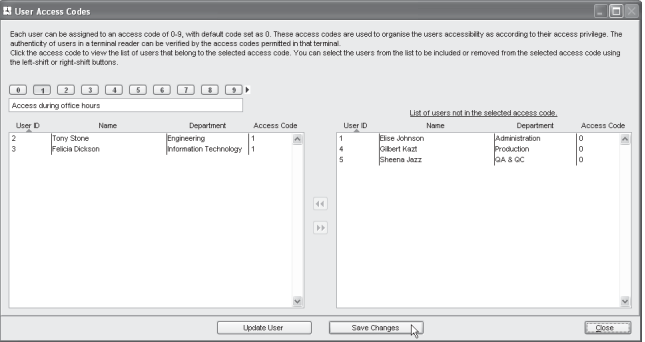 User Access Codes
Each user can be assigned to an access code of 0-9, with default code set as 0. These access codes are used to organise the users accessibility as according to their access privilege. The
authenticity of users in a terminal reader can be verified by the access codes permitted in that terminal.
Click the access code to view the list of users that belong to the selected access code. You can select the users from the list to be included or removed from the selected access code using
the left-shift or right-shift buttons.
0 1 2 3 4 5 6 7 8 9
Access during office hours
List of users not in the selected access code.
User ID Name Department Access Code User ID Name Department Access Code
2 Tony Stone Engineering 1 1 Elise Johnson Administration 0
3 Felicia Dickson Information Technology 1 4 Gilbert Kazt Production 0
5 Sheena Jazz QA & QC 0
Update User Save Changes Close